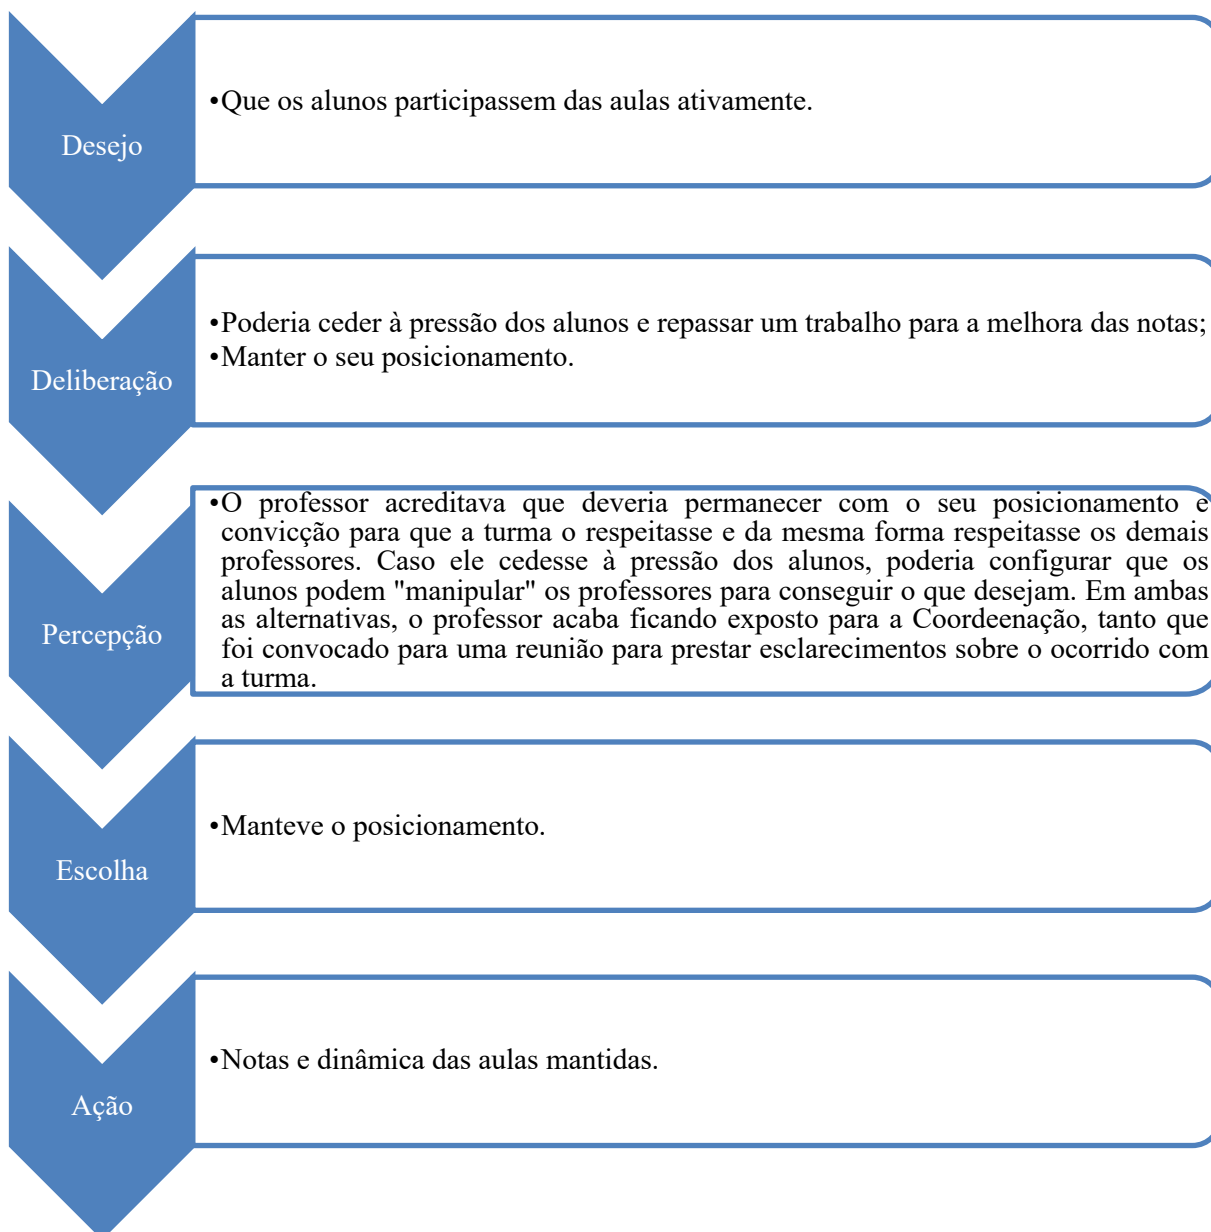 Desejo
•Que os alunos participassem das aulas ativamente.
Deliberação
•Poderia ceder à pressão dos alunos e repassar um trabalho para a melhora das notas;
•Manter o seu posicionamento.
Percepção
•O professor acreditava que deveria permanecer com o seu posicionamento e
convicção para que a turma o respeitasse e da mesma forma respeitasse os demais
professores. Caso ele cedesse à pressão dos alunos, poderia configurar que os
alunos podem "manipular" os professores para conseguir o que desejam. Em ambas
as alternativas, o professor acaba ficando exposto para a Coordeenação, tanto que
foi convocado para uma reunião para prestar esclarecimentos sobre o ocorrido com
a turma.
Escolha
•Manteve o posicionamento.
Ação
•Notas e dinâmica das aulas mantidas.